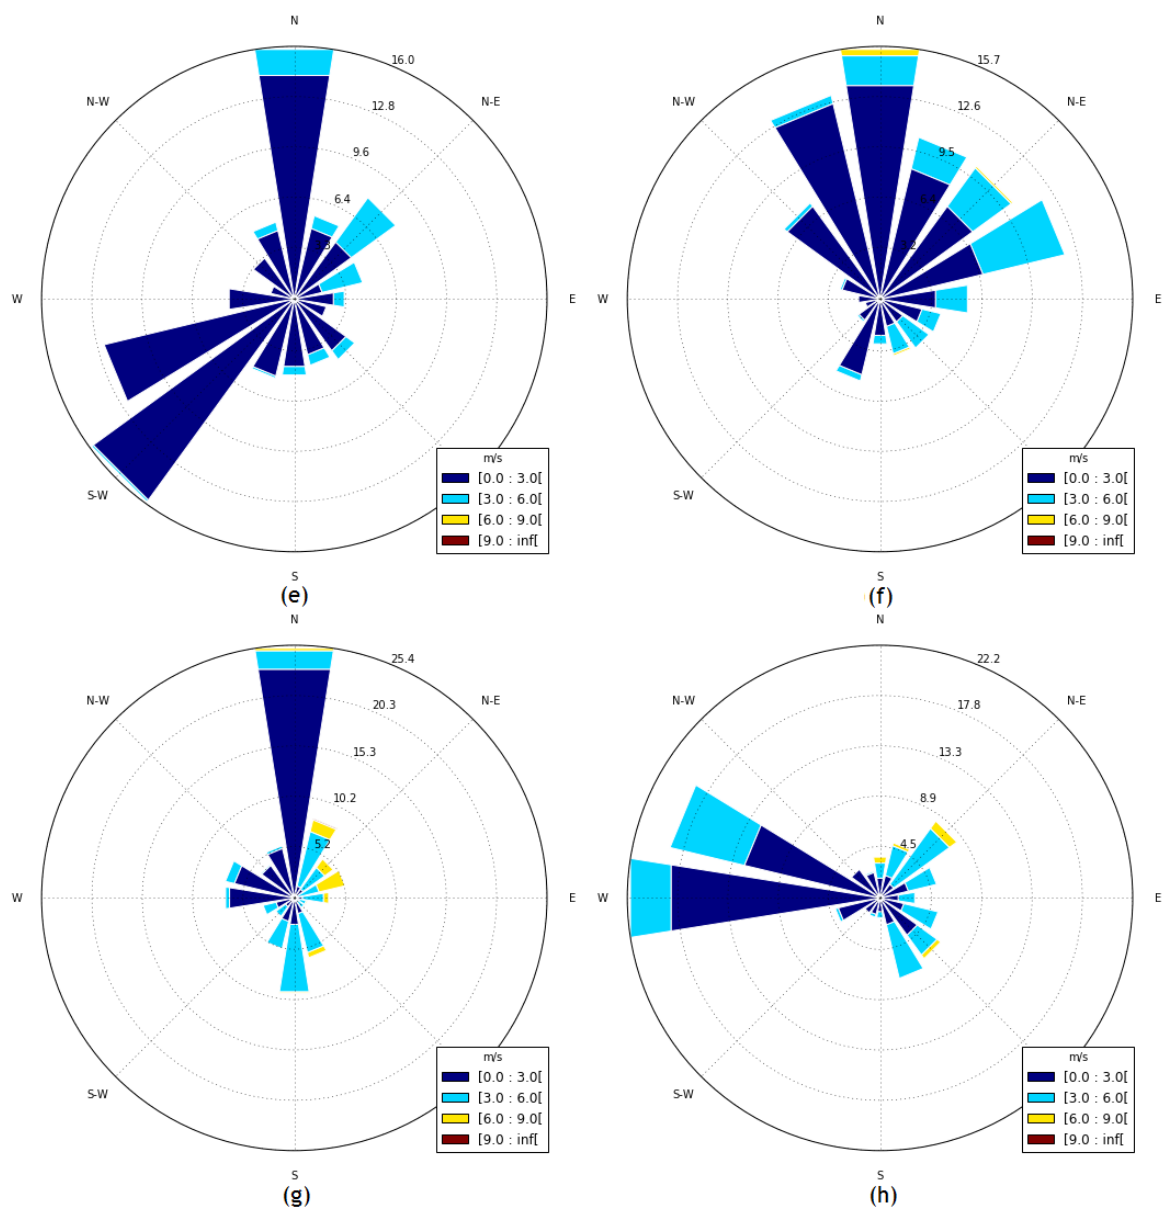 N
16.0
N-W
N-E
12.8
9.6
6.4
3.3
W
E
S-W
m/s
[0.0 : 3.0[
[3.0 : 6.0[
[6.0 : 9.0[
[9.0 : inf[
S
(e)
N
15.7
N-W
N-E
12.6
9.5
6.4
3.2
W
E
S-W
m/s
[0.0 : 3.0[
[3.0 : 6.0[
[6.0 : 9.0[
[9.0 : inf[
S
(f)
N
25.4
N-W
N-E
20.3
15.3
10.2
5.2
W
E
S-W
m/s
[0.0 : 3.0[
[3.0 : 6.0[
[6.0 : 9.0[
[9.0 : inf[
S
(g)
N
22.2
N-W
N-E
17.8
13.3
8.9
4.5
W
E
S-W
m/s
[0.0 : 3.0[
[3.0 : 6.0[
[6.0 : 9.0[
[9.0 : inf[
S
(h)